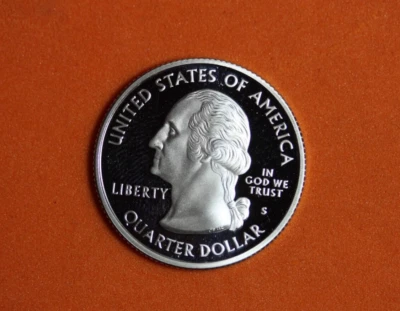 UNITED STATES OF AMERICA
LIBERTY
IN
GOD WE
TRUST
S
QUARTER DOLLAR